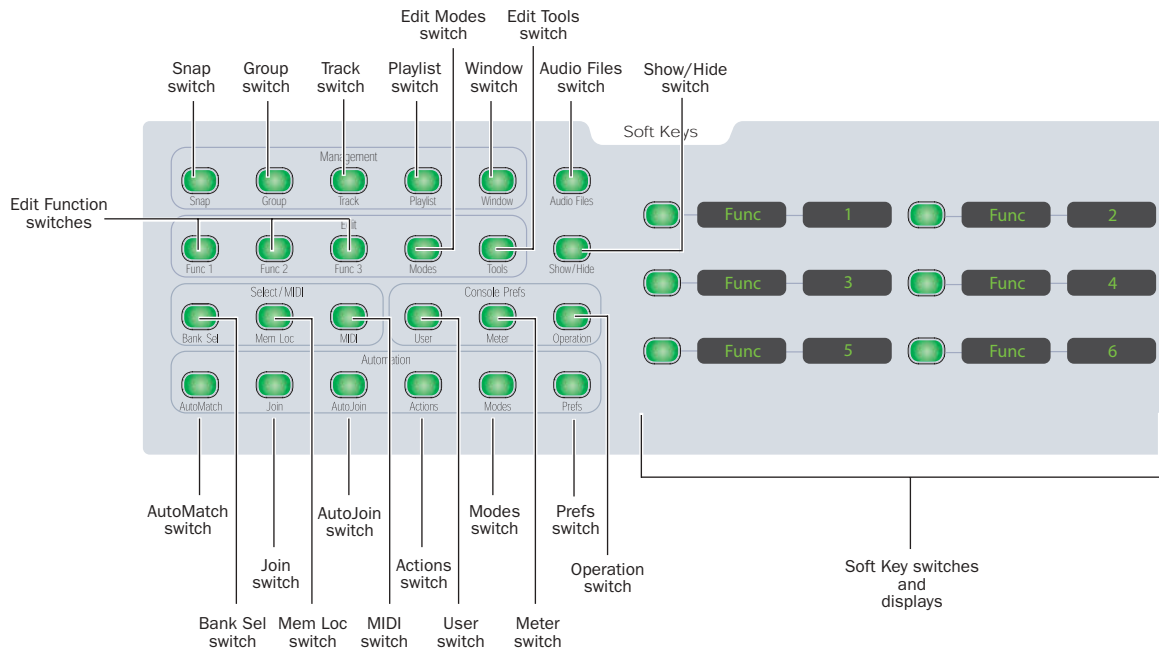 Edit Modes
switch
Edit Tools
switch
Snap
switch
Group
switch
Track
switch
Playlist
switch
Window
switch
Audio Files
switch
Show/Hide
switch
Soft Keys
Management
Snap
Group
Track
Playlist
Window
Audio Files
Edit Function
switches
Edit
Func 1
Func 2
Func 3
Modes
Tools
Show/Hide
Func 1
Func 2
Func 3
Func 4
Func 5
Func 6
Select/MIDI
Console Prefs
Bank Sel
Mem Loc
MIDI
User
Meter
Operation
Automation
AutoMatch
Join
AutoJoin
Actions
Modes
Prefs
AutoMatch
switch
AutoJoin
switch
Modes
switch
Prefs
switch
Join
switch
Actions
switch
Operation
switch
Soft Key switches
and
displays
Bank Sel
switch
Mem Loc
switch
MIDI
switch
User
switch
Meter
switch